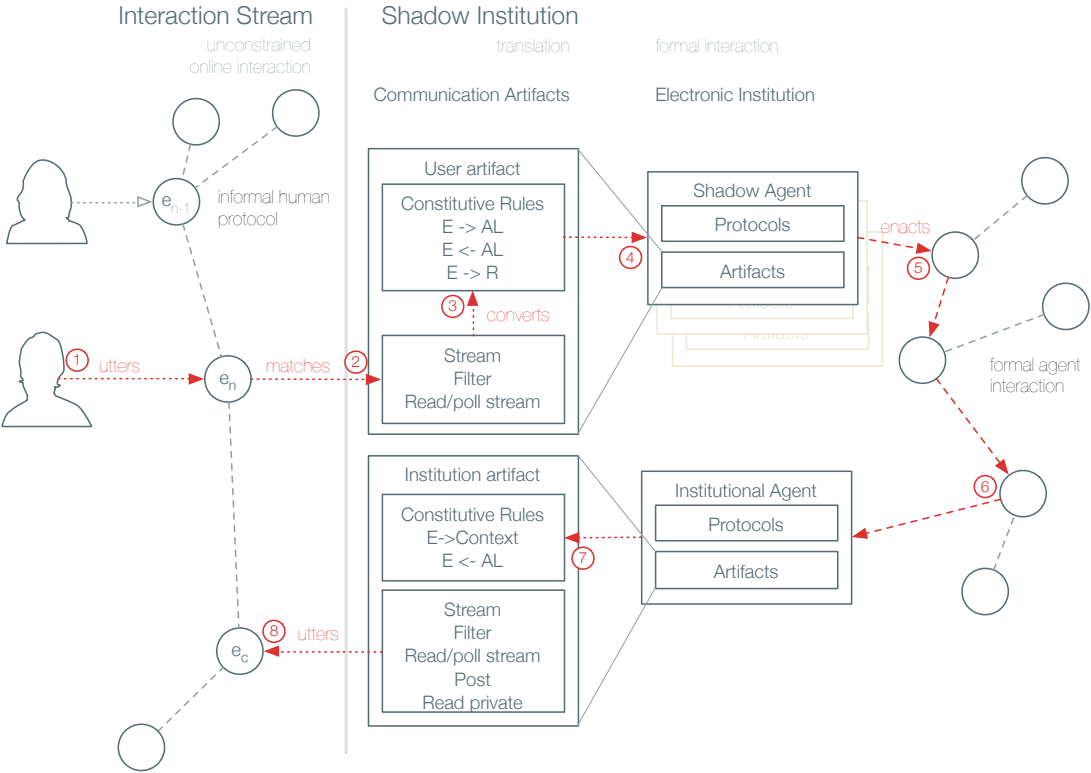 Interaction Stream
unconstrained
online interaction
e n-1
informal human
protocol
1
utters
e n
matches
2
8
utters
e c
Shadow Institution
translation
formal interaction
Communication Artifacts
Electronic Institution
User artifact
Constitutive Rules
E -> AL
E <- AL
E -> R
3
converts
Stream
Filter
Read/poll stream
4
Shadow Agent
Protocols
Artifacts
Artifacts
Artifacts
enacts
5
formal agent
interaction
6
Institution artifact
Constitutive Rules
E->Context
E <- AL
7
Stream
Filter
Read/poll stream
Post
Read private
Institutional Agent
Protocols
Artifacts